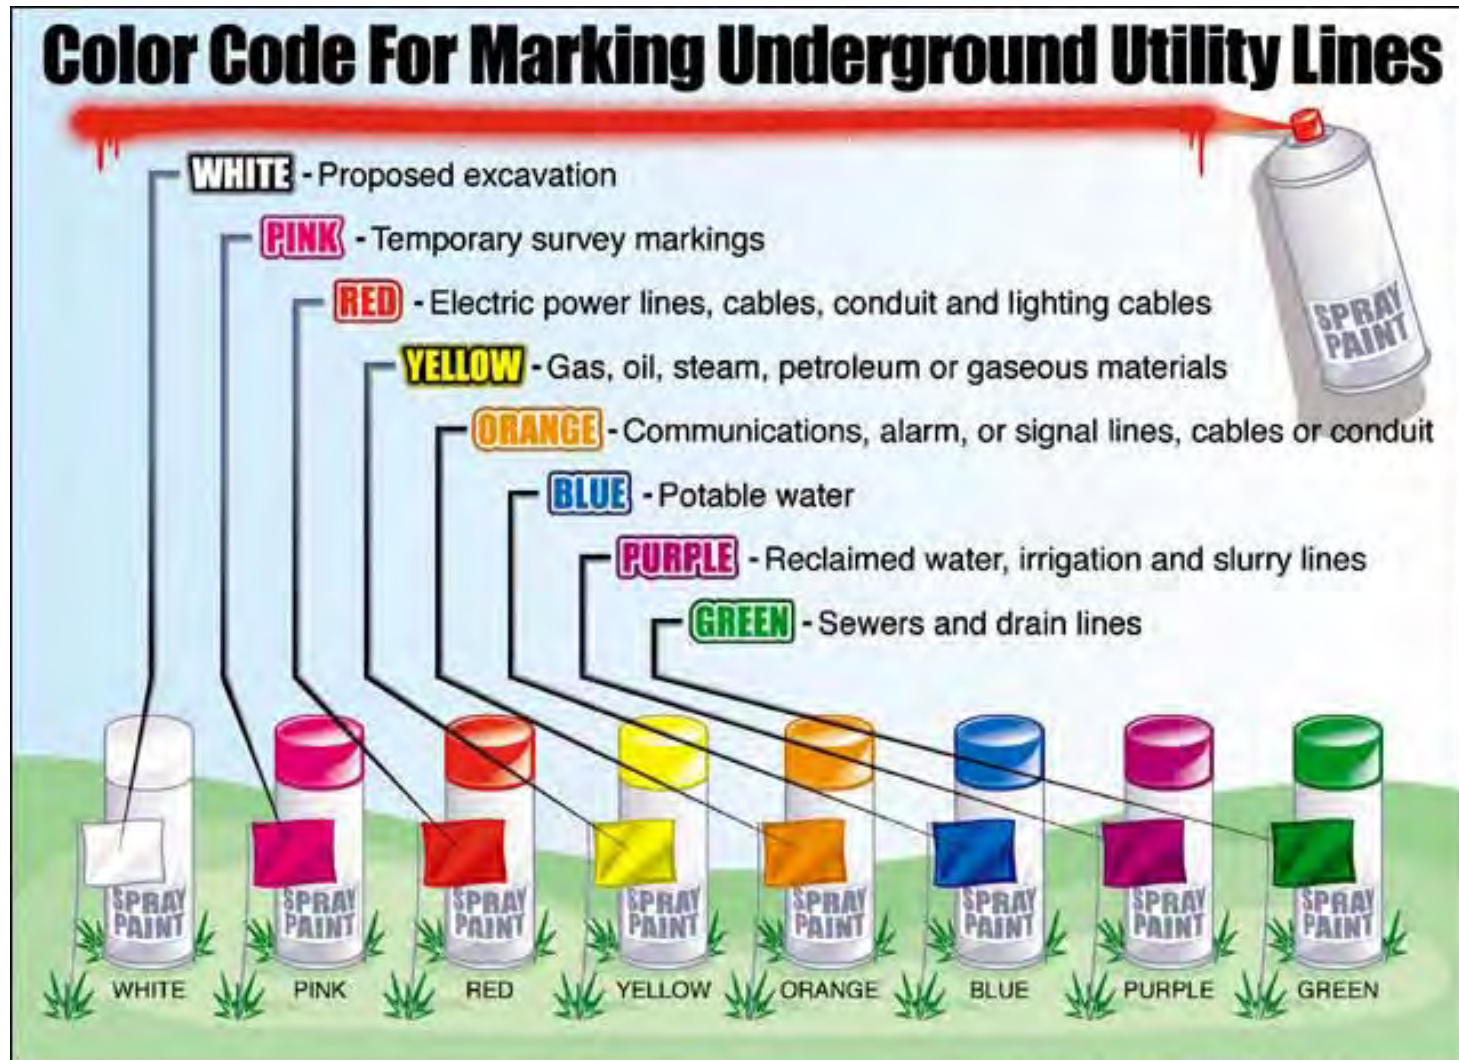 Color Code For Marking Underground Utility Lines
WHITE - Proposed excavation
PINK - Temporary survey markings
RED - Electric power lines, cables, conduit and lighting cables
YELLOW - Gas, oil, steam, petroleum or gaseous materials
ORANGE - Communications, alarm, or signal lines, cables or conduit
BLUE - Potable water
PURPLE - Reclaimed water, irrigation and slurry lines
GREEN - Sewers and drain lines
SPRAY
PAINT
SPRAY SPRAY SPRAY SPRAY SPRAY SPRAY SPRAY SPRAY
PAINT PAINT PAINT PAINT PAINT PAINT PAINT PAINT
WHITE PINK RED YELLOW ORANGE BLUE PURPLE GREEN